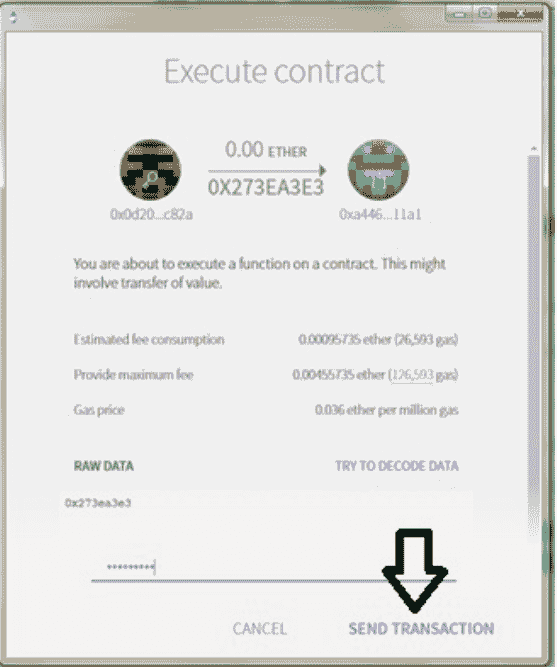 Execute contract
0.00 ETHER
0X273EA3E3
0x0d20...c82a
0xa446...11a1
You are about to execute a function on a contract. This might
involve transfer of value.
Estimated fee consumption 0.00095735 ether (26,593 gas)
Provide maximum fee 0.00455735 ether (126,593 gas)
Gas price 0.036 ether per million gas
RAW DATA TRY TO DECODE DATA
0x273ea3e3
•••••••••
CANCEL SEND TRANSACTION